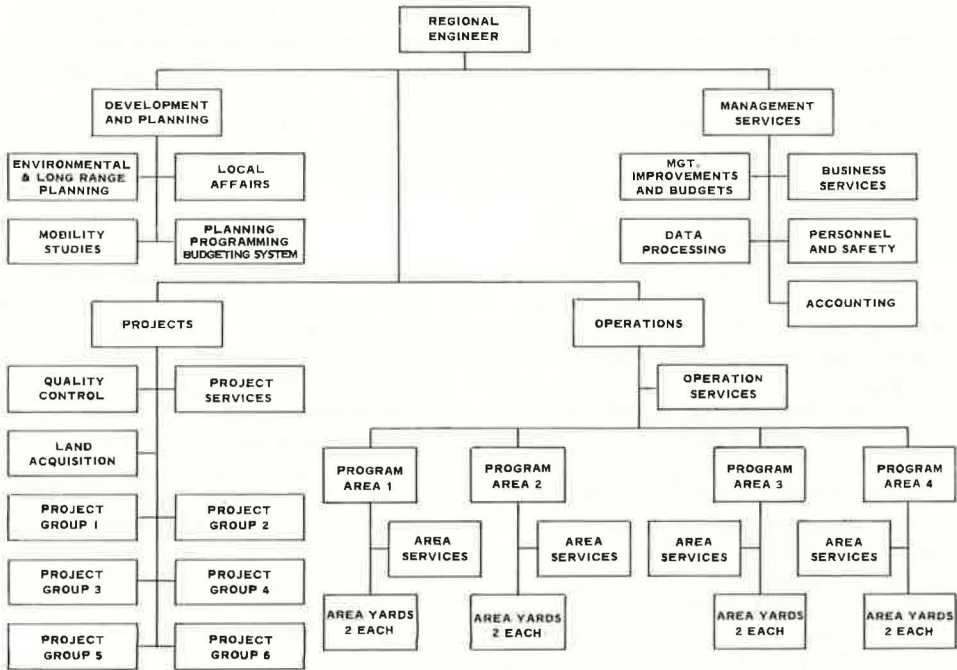 REGIONAL
ENGINEER
DEVELOPMENT
AND PLANNING
MANAGEMENT
SERVICES
ENVIRONMENTAL
& LONG RANGE
PLANNING
LOCAL
AFFAIRS
MGT.
IMPROVEMENTS
AND BUDGETS
BUSINESS
SERVICES
MOBILITY
STUDIES
PLANNING
PROGRAMMING
BUDGETING SYSTEM
DATA
PROCESSING
PERSONNEL
AND SAFETY
ACCOUNTING
PROJECTS
OPERATIONS
QUALITY
CONTROL
PROJECT
SERVICES
OPERATION
SERVICES
LAND
ACQUISITION
PROGRAM
AREA 1
PROGRAM
AREA 2
PROGRAM
AREA 3
PROGRAM
AREA 4
PROJECT
GROUP 1
PROJECT
GROUP 2
AREA
SERVICES
AREA
SERVICES
AREA
SERVICES
AREA
SERVICES
PROJECT
GROUP 3
PROJECT
GROUP 4
AREA YARDS
2 EACH
AREA YARDS
2 EACH
AREA YARDS
2 EACH
AREA YARDS
2 EACH
PROJECT
GROUP 5
PROJECT
GROUP 6